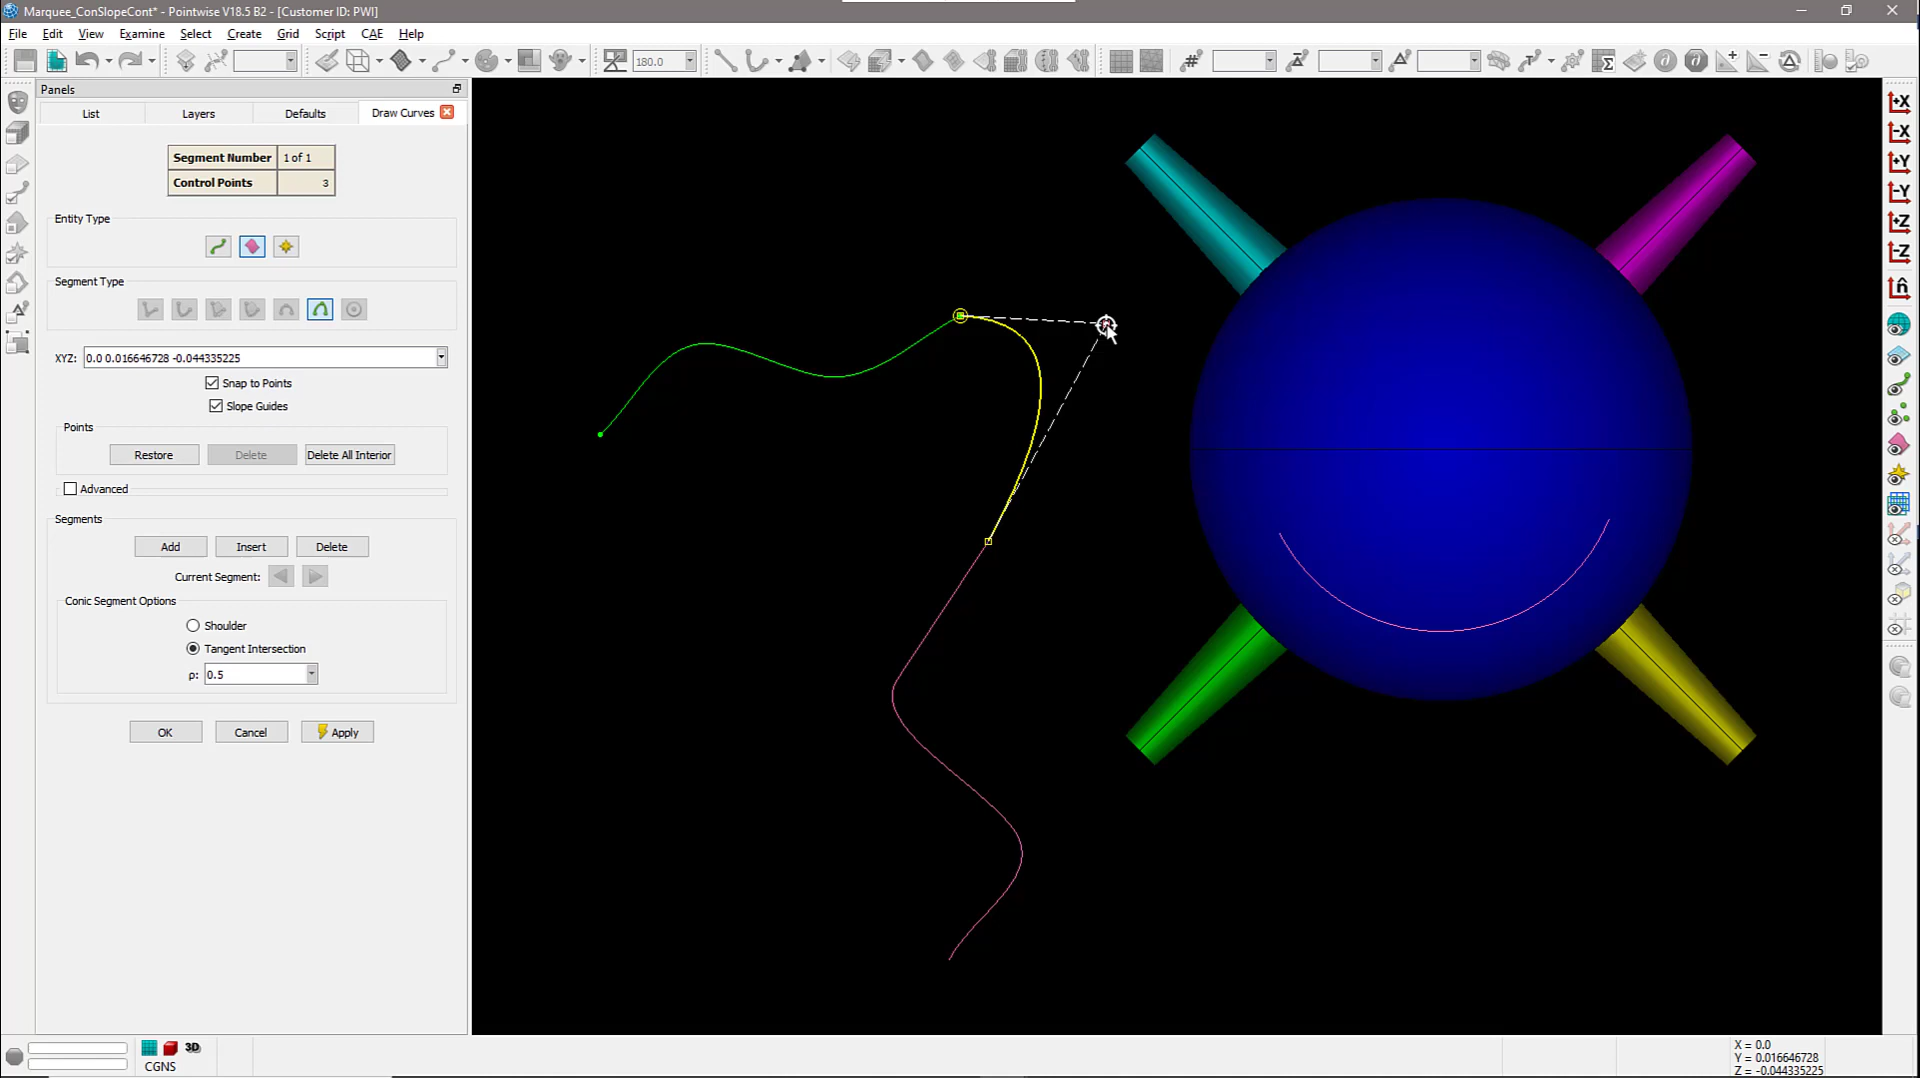 Marquee_ConSlopeCont* - Pointwise V18.5 B2 - [Customer ID: PWI]
File Edit View Examine Select Create Grid Script CAE Help
180.0
Panels
List Layers Defaults Draw Curves
Segment Number 1 of 1
Control Points 3
Entity Type
Segment Type
XYZ: 0.0 0.016646728 -0.044335225
Snap to Points
Slope Guides
Points
Restore Delete Delete All Interior
Advanced
Segments
Add Insert Delete
Current Segment:
Conic Segment Options
Shoulder
Tangent Intersection
ρ: 0.5
OK Cancel Apply
+X
-X
+Y
-Y
+Z
-Z
n̂
3D
CGNS
X = 0.0
Y = 0.016646728
Z = -0.044335225